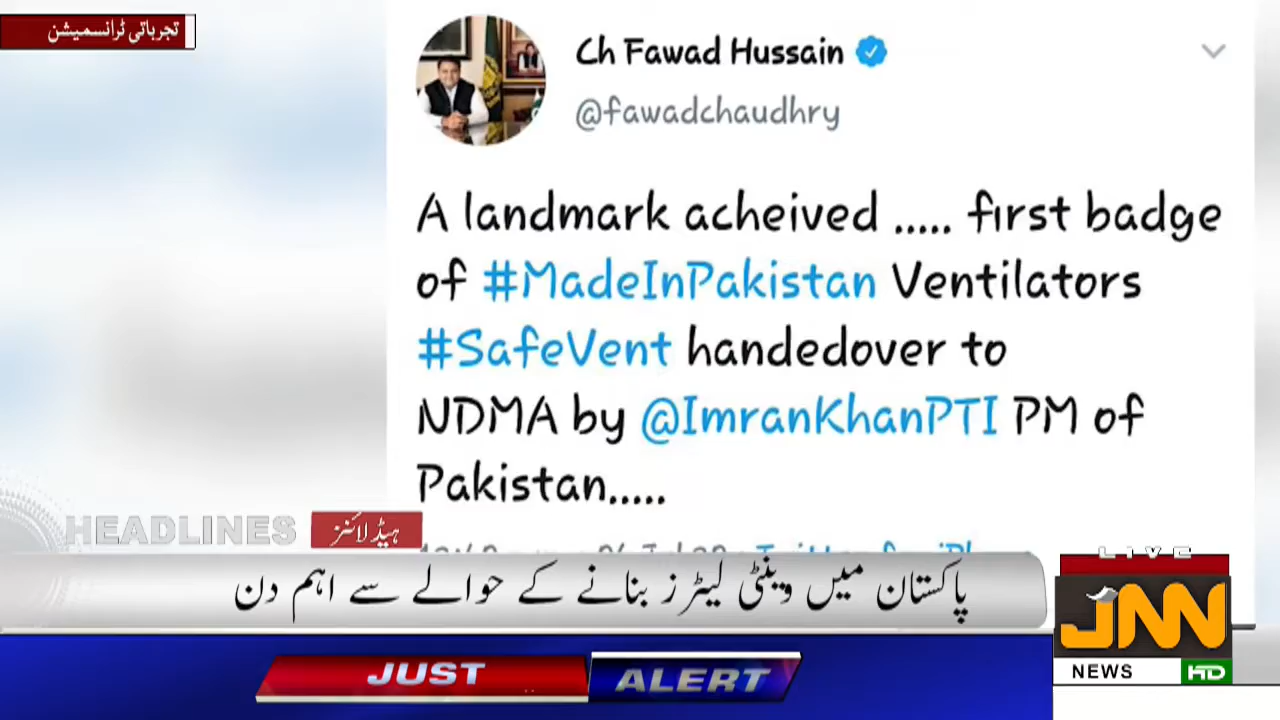 تجرباتی ٹرانسمیشن
Ch Fawad Hussain
@fawadchaudhry
A landmark acheived ..... first badge
of #MadeInPakistan Ventilators
#SafeVent handedover to
NDMA by @ImranKhanPTI PM of
Pakistan.....
HEADLINES ہیڈلائنز
پاکستان میں وینٹی لیٹرز بنانے کے حوالے سے اہم دن
LIVE
JNN
NEWS HD
JUST ALERT